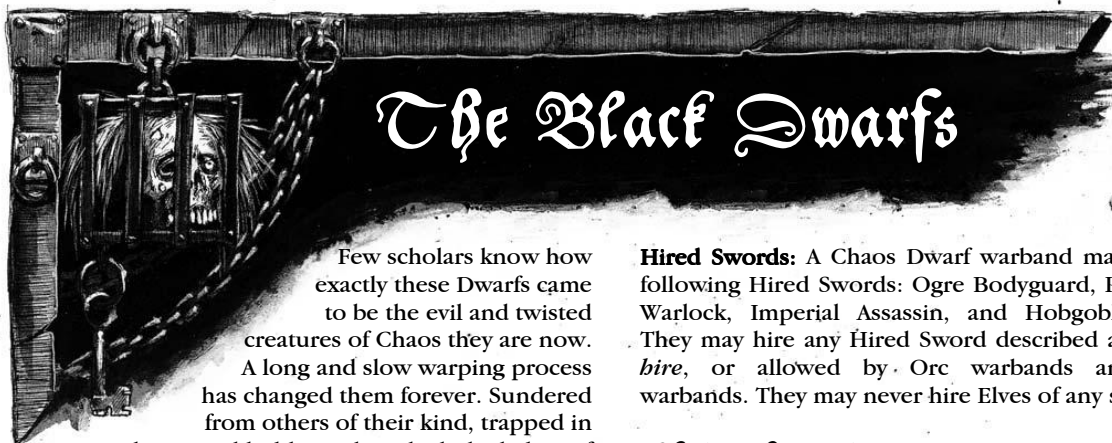 The Black Dwarfs
Few scholars know how
exactly these Dwarfs came
to be the evil and twisted
creatures of Chaos they are now.
A long and slow warping process
has changed them forever. Sundered
from others of their kind, trapped in
Hired Swords: A Chaos Dwarf warband
following Hired Swords: Ogre Bodyguard,
Warlock, Imperial Assassin, and
They may hire any Hired Sword described
hire, or allowed by Orc warbands
warbands. They may never hire Elves of any